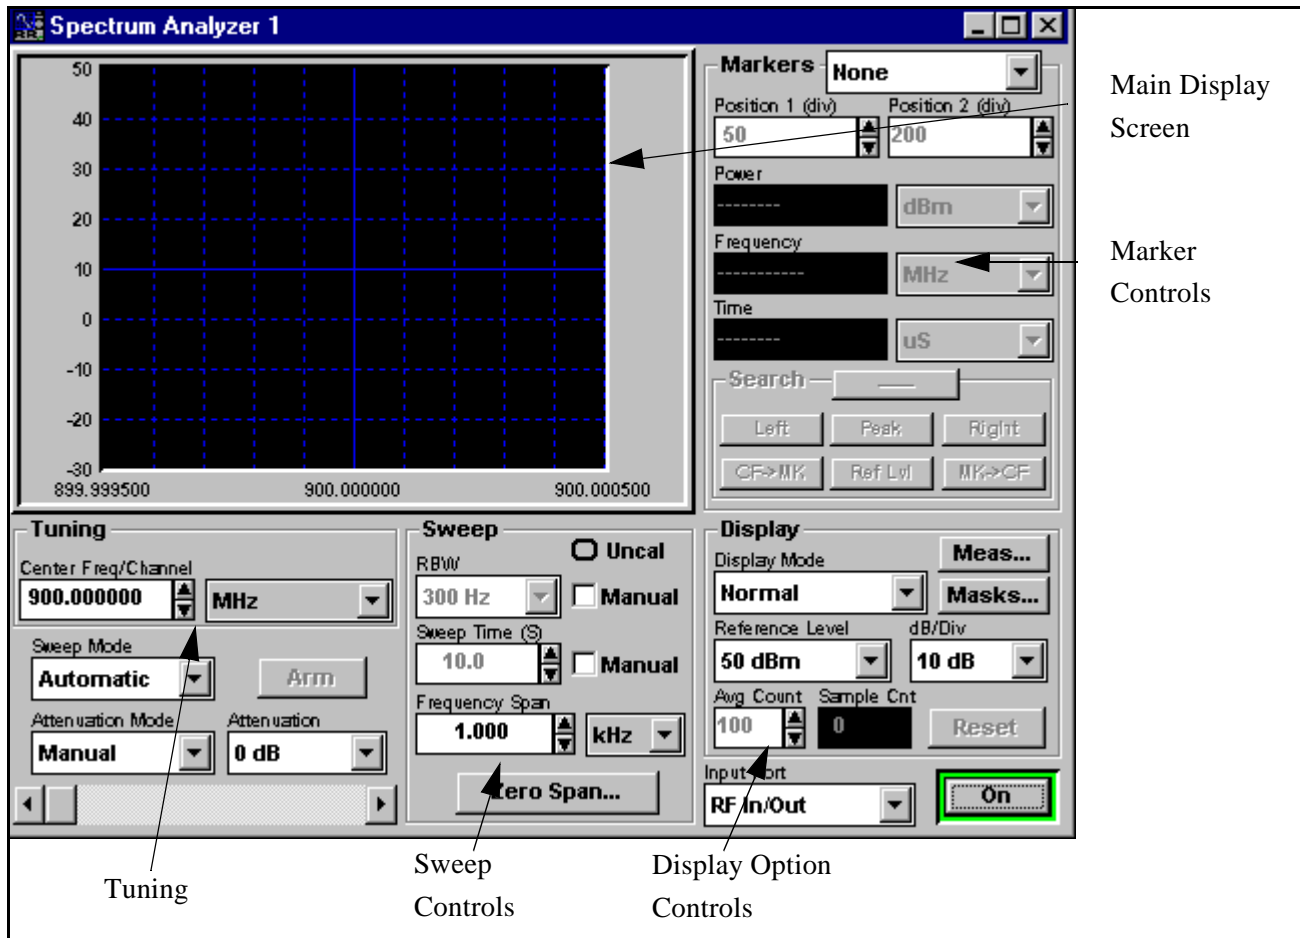 Spectrum Analyzer 1
50
40
30
20
10
0
-10
-20
-30
899.999500 900.000000 900.000500
Markers None
Position 1 (div) Position 2 (div)
50 200
Power
-------- dBm
Frequency
----------- MHz
Time
-------- uS
Search
Left Peak Right
CF->MK Ref Lvl MK->CF
Main Display
Screen
Marker
Controls
Tuning
Center Freq/Channel
900.000000 MHz
Sweep Mode
Automatic Arm
Attenuation Mode Attenuation
Manual 0 dB
Sweep
Uncal
RBW
300 Hz Manual
Sweep Time (S)
10.0 Manual
Frequency Span
1.000 kHz
Zero Span...
Display
Display Mode Meas...
Normal Masks...
Reference Level dB/Div
50 dBm 10 dB
Avg Count Sample Cnt
100 0 Reset
Input Port
RF In/Out On
Tuning
Sweep
Controls
Display Option
Controls